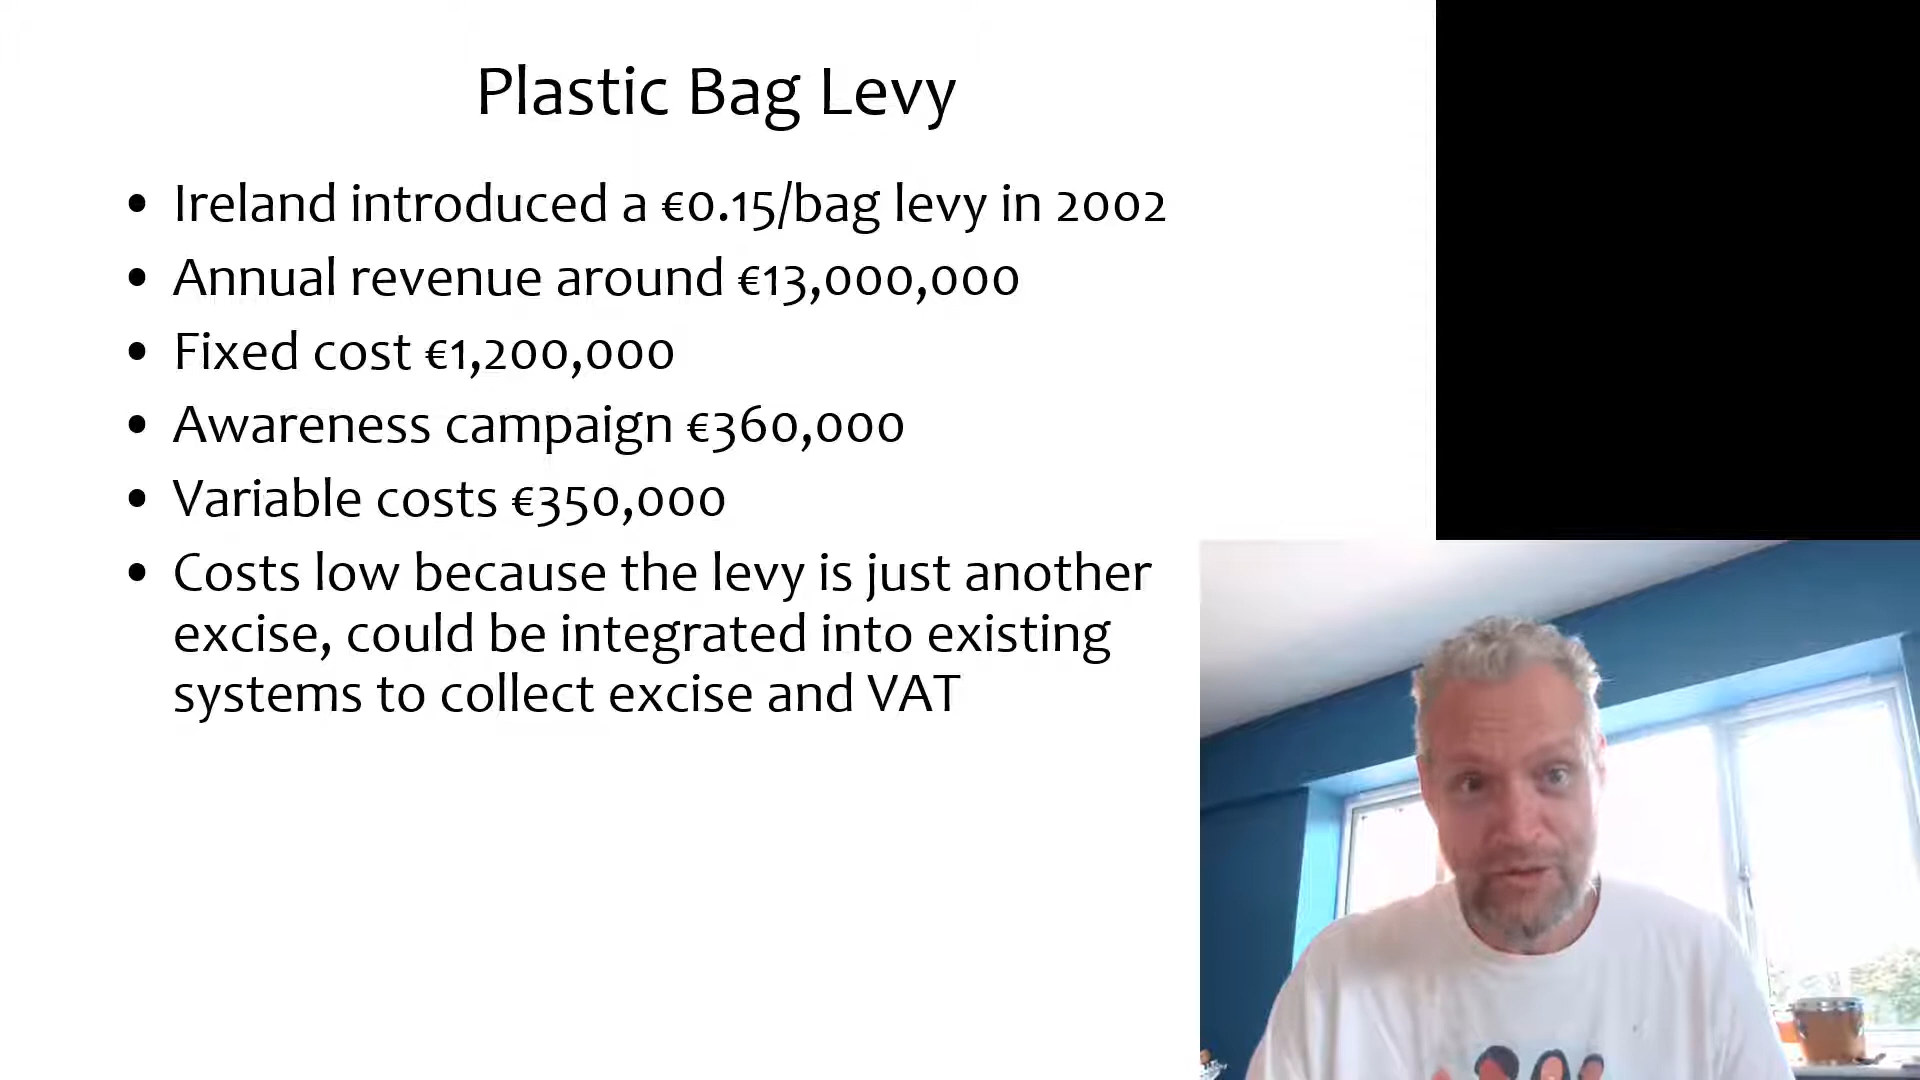 Plastic Bag Levy
• Ireland introduced a €0.15/bag levy in 2002
• Annual revenue around €13,000,000
• Fixed cost €1,200,000
• Awareness campaign €360,000
• Variable costs €350,000
• Costs low because the levy is just another
excise, could be integrated into existing
systems to collect excise and VAT